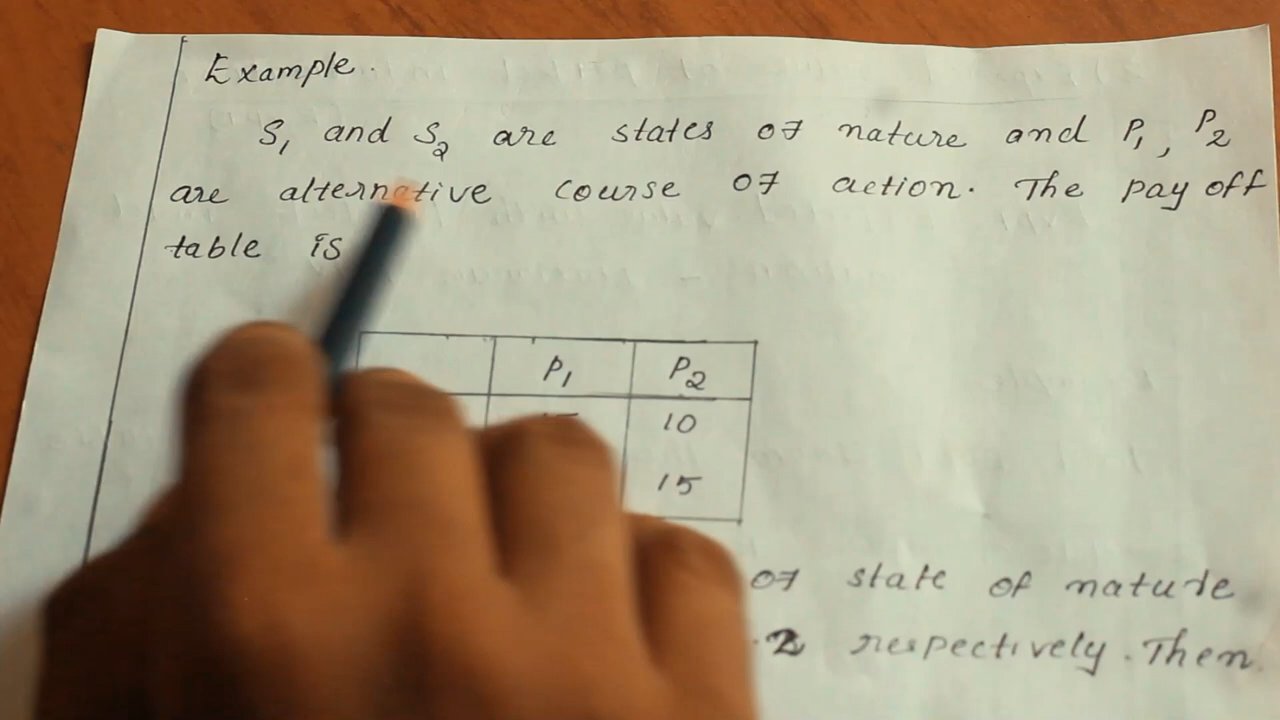 Example.
S1 and S2 are states of nature and P1, P2
are alternative course of action. The pay off
table is
P1 P2
10
15
of state of nature
.2 respectively. Then